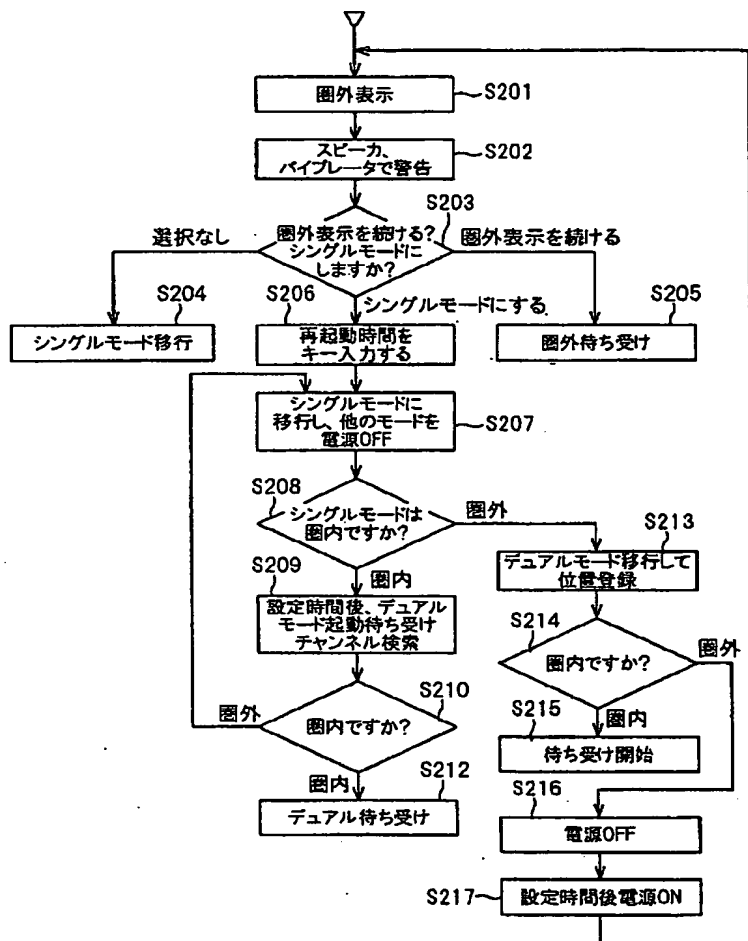 圏外表示
S201
スピーカ、
バイブレータで警告
S202
S203
選択なし
圏外表示を続ける?
シングルモードに
しますか?
圏外表示を続ける
S204
シングルモード移行
S206
シングルモードにする
S205
再起動時間を
キー入力する
圏外待ち受け
シングルモードに
移行し、他のモードを
電源OFF
S207
S208
シングルモードは
圏内ですか?
圏外
S213
デュアルモード移行して
位置登録
S209
圏内
設定時間後、デュアル
モード起動待ち受け
チャンネル検索
S214
圏内ですか?
圏外
S210
圏外
圏内ですか?
S215
圏内
待ち受け開始
圏内
S212
デュアル待ち受け
S216
電源OFF
S217
設定時間後電源ON